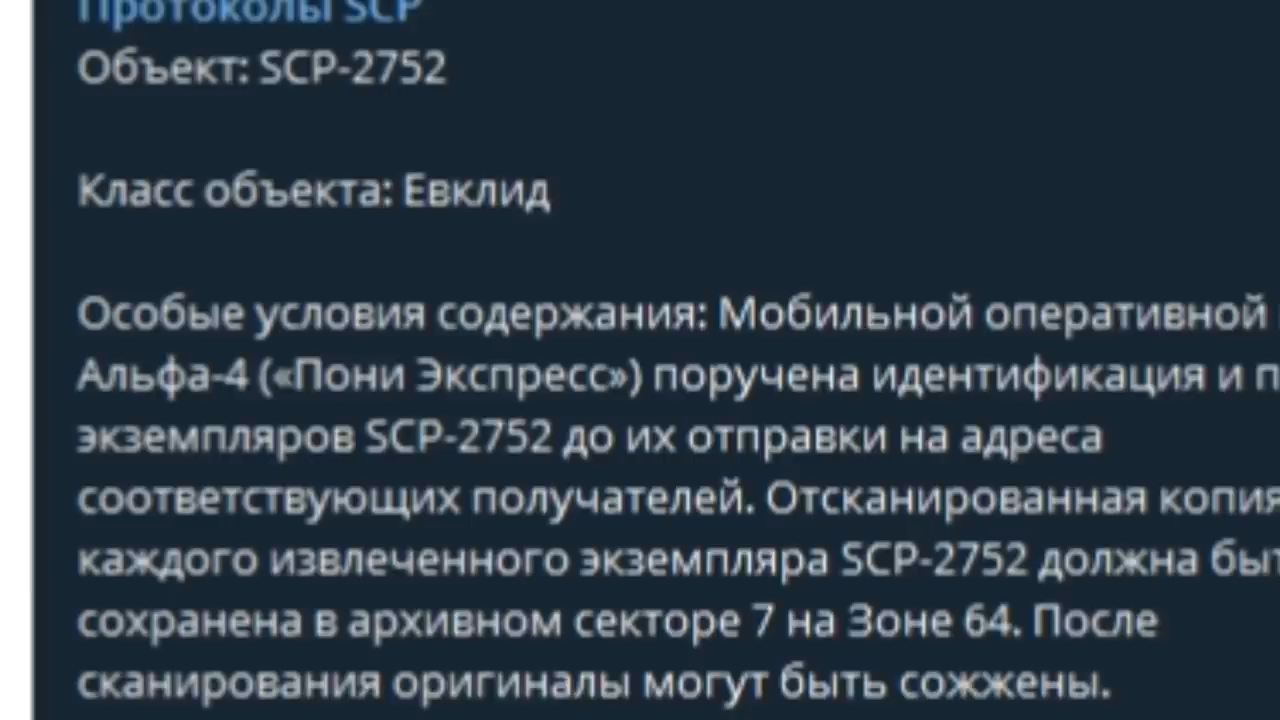 Протоколы SCP
Объект: SCP-2752
Класс объекта: Евклид
Особые условия содержания: Мобильной оперативной
Альфа-4 («Пони Экспресс») поручена идентификация и п
экземпляров SCP-2752 до их отправки на адреса
соответствующих получателей. Отсканированная копия
каждого извлеченного экземпляра SCP-2752 должна быт
сохранена в архивном секторе 7 на Зоне 64. После
сканирования оригиналы могут быть сожжены.